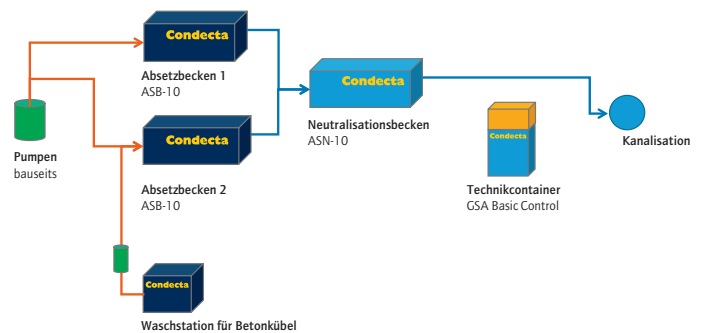 Condecta
Absetzbecken 1
ASB-10
Condecta
Neutralisationsbecken
ASN-10
Condecta
Technikcontainer
GSA Basic Control
Kanalisation
Pumpen
bauseits
Condecta
Absetzbecken 2
ASB-10
Condecta
Waschstation für Betonkübel